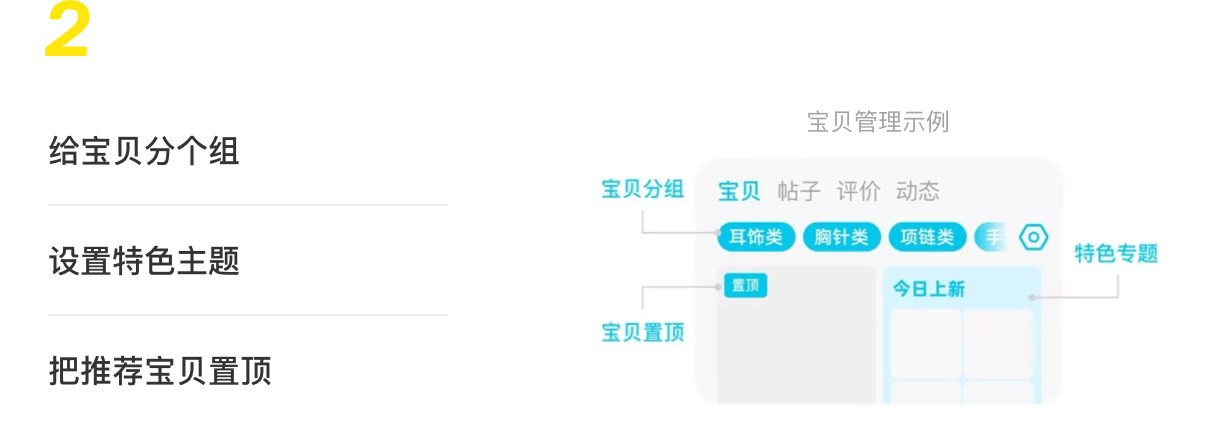 2
给宝贝分个组
设置特色主题
把推荐宝贝置顶
宝贝管理示例
宝贝分组
宝贝 帖子 评价 动态
耳饰类 胸针类 项链类 手
特色专题
置顶
今日上新
宝贝置顶